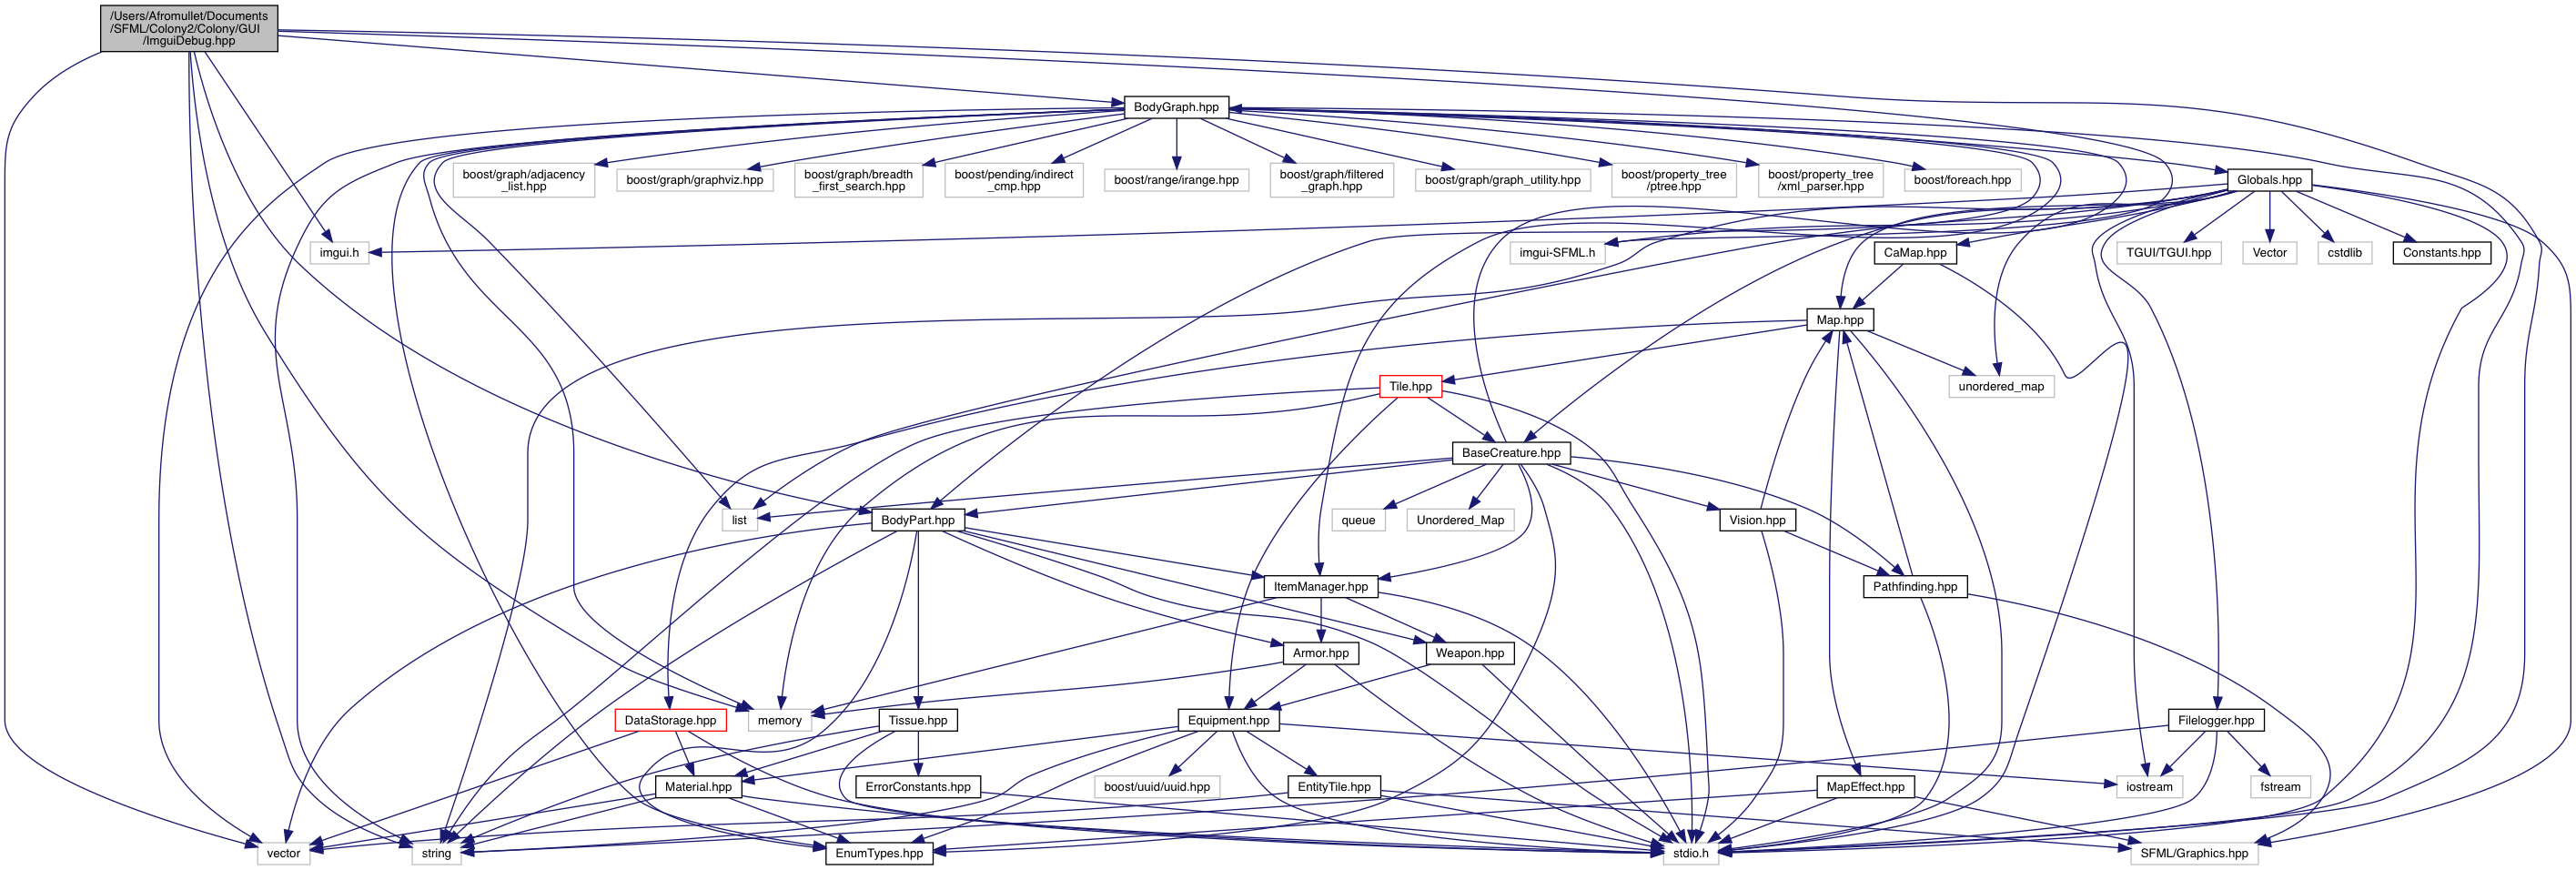 /Users/Afromullet/Documents
/SFML/Colony2/Colony/GUI
/ImguiDebug.hpp
BodyGraph.hpp
boost/graph/adjacency
_list.hpp
boost/graph/graphviz.hpp
boost/graph/breadth
_first_search.hpp
boost/pending/indirect
_cmp.hpp
boost/range/irange.hpp
boost/graph/filtered
_graph.hpp
boost/graph/graph_utility.hpp
boost/property_tree
/ptree.hpp
boost/property_tree
/xml_parser.hpp
boost/foreach.hpp
Globals.hpp
imgui.h
imgui-SFML.h
CaMap.hpp
TGUI/TGUI.hpp
Vector
cstdlib
Constants.hpp
Map.hpp
Tile.hpp
unordered_map
BaseCreature.hpp
list
BodyPart.hpp
queue
Unordered_Map
Vision.hpp
ItemManager.hpp
Pathfinding.hpp
Armor.hpp
Weapon.hpp
DataStorage.hpp
memory
Tissue.hpp
Equipment.hpp
Filelogger.hpp
Material.hpp
ErrorConstants.hpp
boost/uuid/uuid.hpp
EntityTile.hpp
MapEffect.hpp
iostream
fstream
vector
string
EnumTypes.hpp
stdio.h
SFML/Graphics.hpp